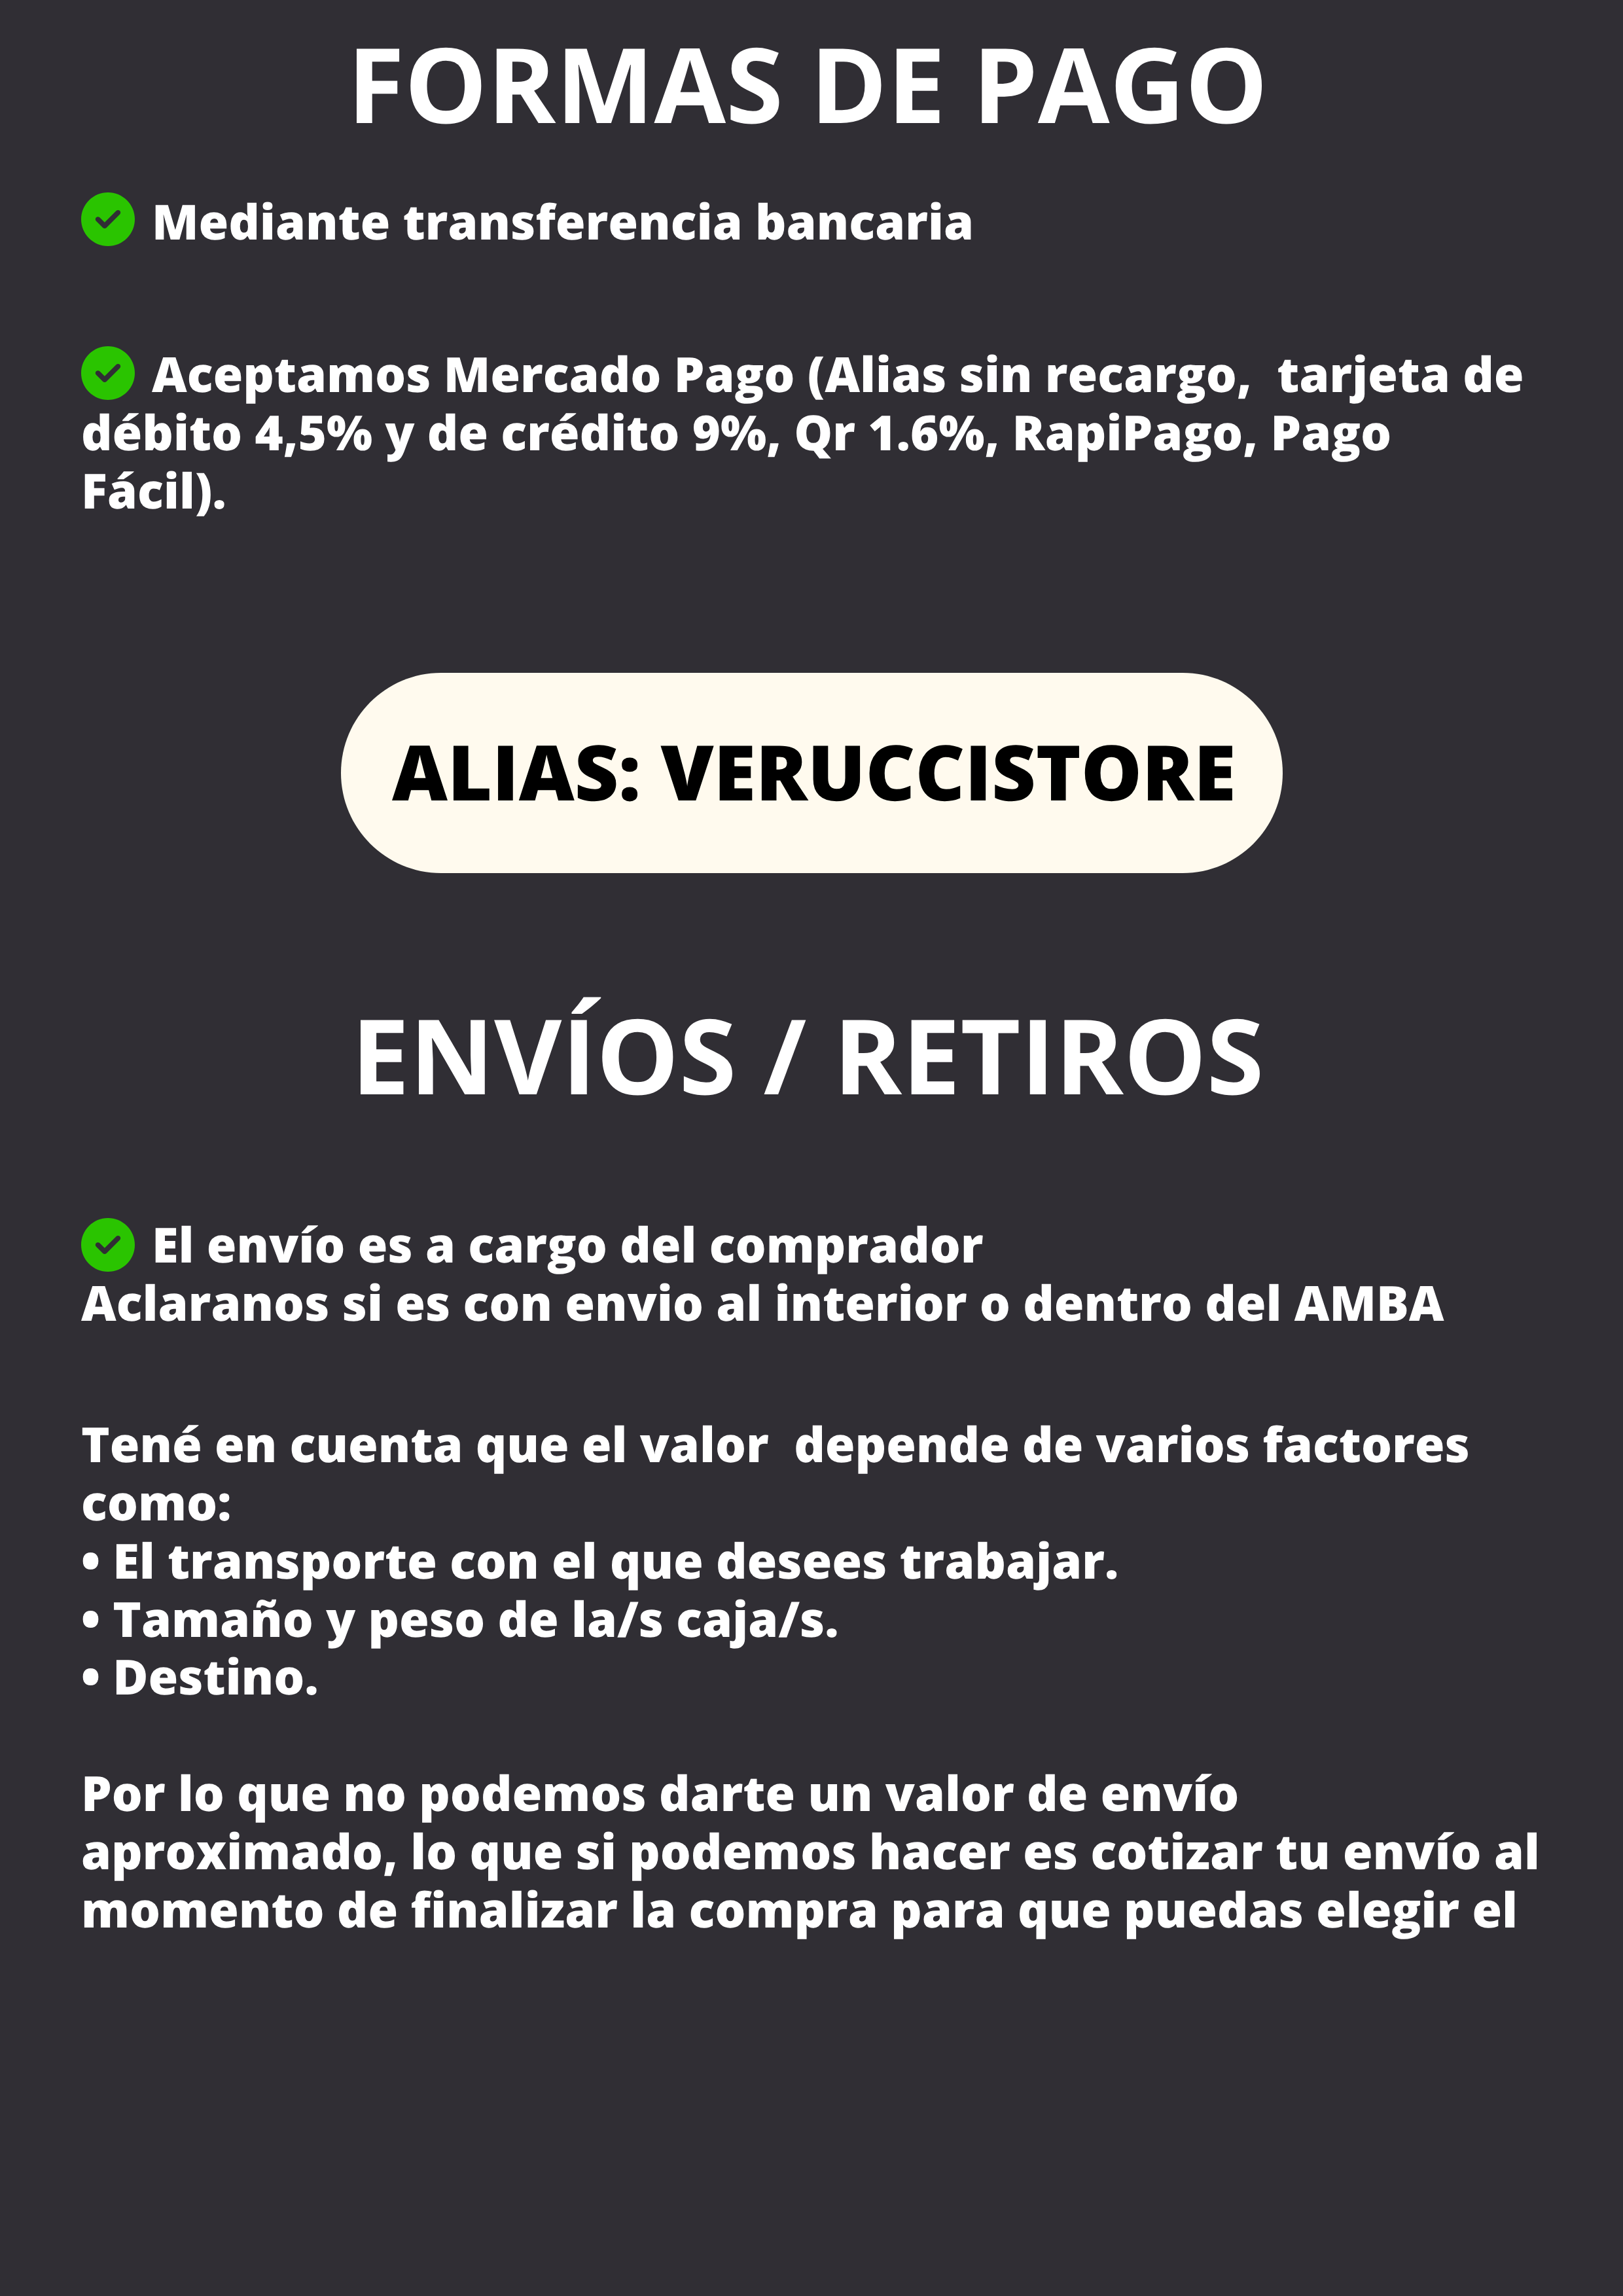 FORMAS DE PAGO
Mediante transferencia bancaria
Aceptamos Mercado Pago (Alias sin recargo,  tarjeta de
débito 4,5% y de crédito 9%, Qr 1.6%, RapiPago, Pago
Fácil).
ALIAS: VERUCCISTORE
ENVÍOS / RETIROS
El envío es a cargo del comprador
Aclaranos si es con envio al interior o dentro del AMBA
Tené en cuenta que el valor  depende de varios factores
como:
• El transporte con el que desees trabajar.
• Tamaño y peso de la/s caja/s.
• Destino.
Por lo que no podemos darte un valor de envío
aproximado, lo que si podemos hacer es cotizar tu envío al
momento de finalizar la compra para que puedas elegir el